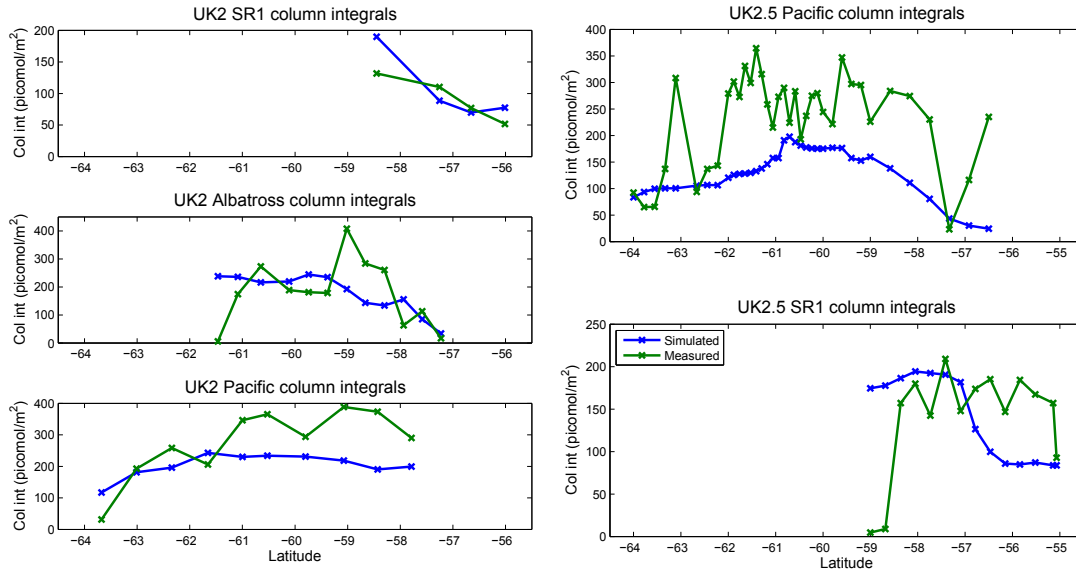 UK2 SR1 column integrals
Col int (picomol/m²)
200
150
100
50
0
−64 −63 −62 −61 −60 −59 −58 −57 −56
UK2 Albatross column integrals
Col int (picomol/m²)
400
300
200
100
0
−64 −63 −62 −61 −60 −59 −58 −57 −56
UK2 Pacific column integrals
Col int (picomol/m²)
400
300
200
100
0
−64 −63 −62 −61 −60 −59 −58 −57 −56
Latitude
UK2.5 Pacific column integrals
Col int (picomol/m²)
400
350
300
250
200
150
100
50
0
−64 −63 −62 −61 −60 −59 −58 −57 −56 −55
UK2.5 SR1 column integrals
Col int (picomol/m²)
250
200
150
100
50
0
Simulated
Measured
−64 −63 −62 −61 −60 −59 −58 −57 −56 −55
Latitude